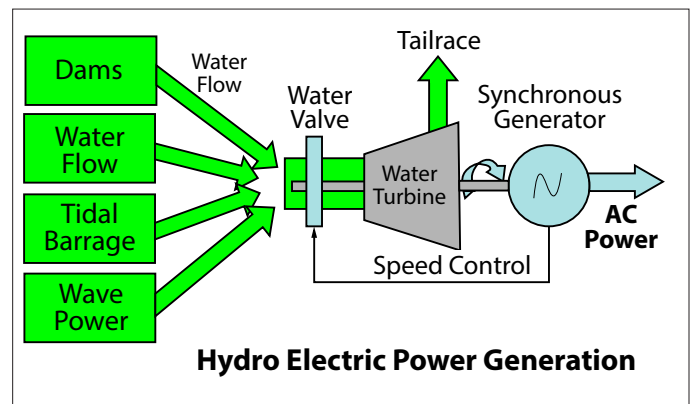 Dams
Water
Flow
Tidal
Barrage
Wave
Power
Water
Flow
Water
Valve
Tailrace
Water
Turbine
Synchronous
Generator
AC
Power
Speed Control
Hydro Electric Power Generation